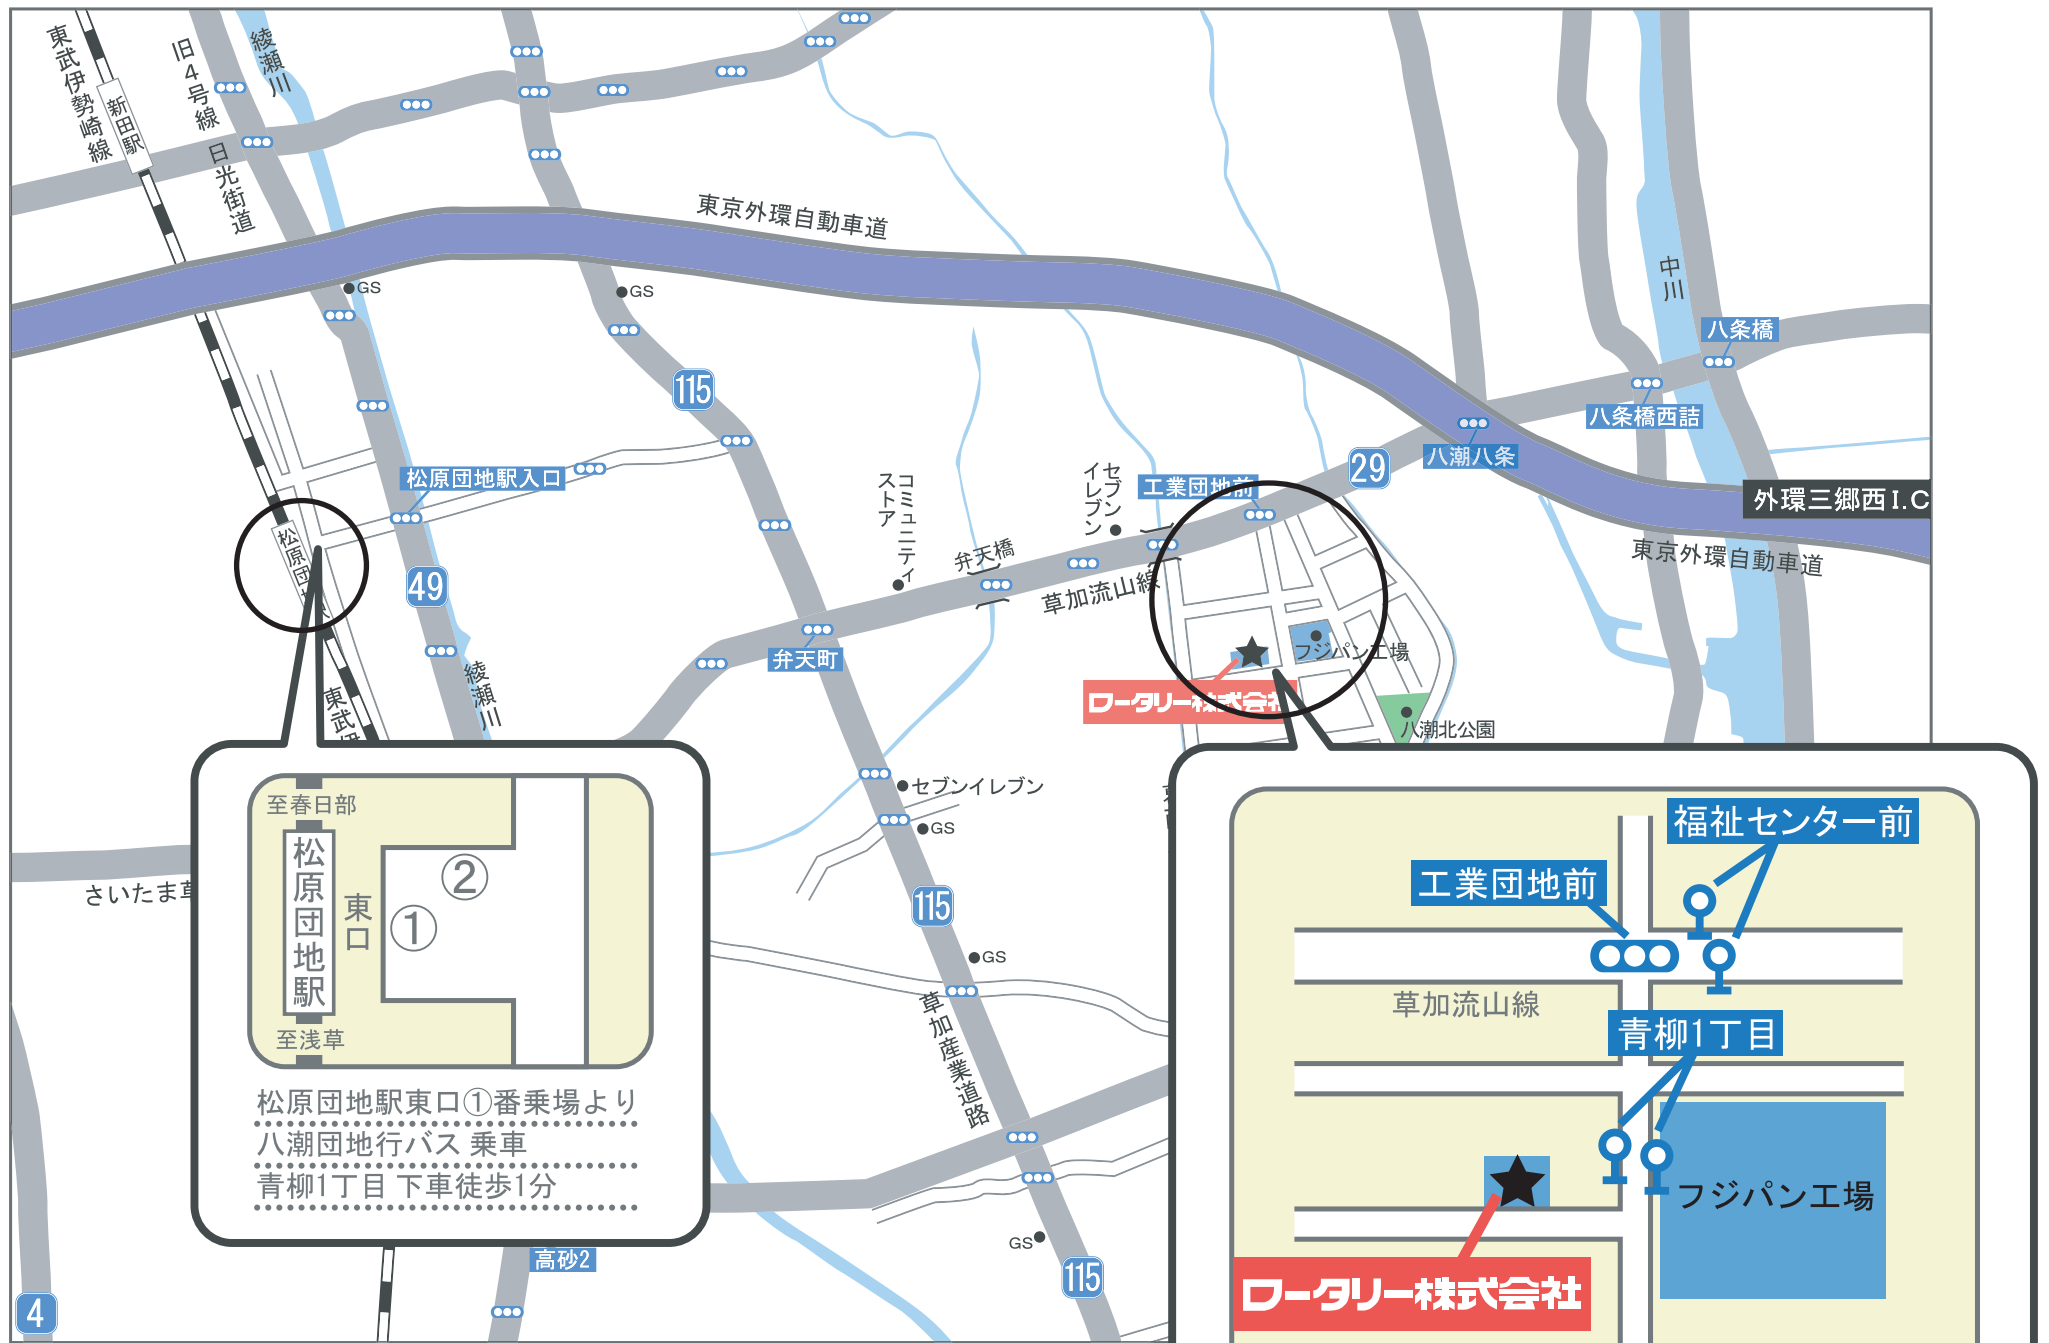 東武伊勢崎線
新田駅
旧4号線
日光街道
綾瀬川
東京外環自動車道
GS
GS
115
中川
八条橋
八条橋西詰
八潮八条
29
外環三郷西I.C
東京外環自動車道
松原団地駅入口
コミュニティ
ストア
セブン
イレブン
工業団地前
弁天橋
草加流山線
49
松原団
弁天町
フジパン工場
ロータリー株式会社
八潮北公園
綾瀬川
東武伊
セブンイレブン
GS
さいたま草
115
GS
草加産業道路
GS
115
高砂2
4
至春日部
松原団地駅
東口
①
②
至浅草
松原団地駅東口①番乗場より
八潮団地行バス 乗車
青柳1丁目 下車徒歩1分
福祉センター前
工業団地前
草加流山線
青柳1丁目
フジパン工場
ロータリー株式会社